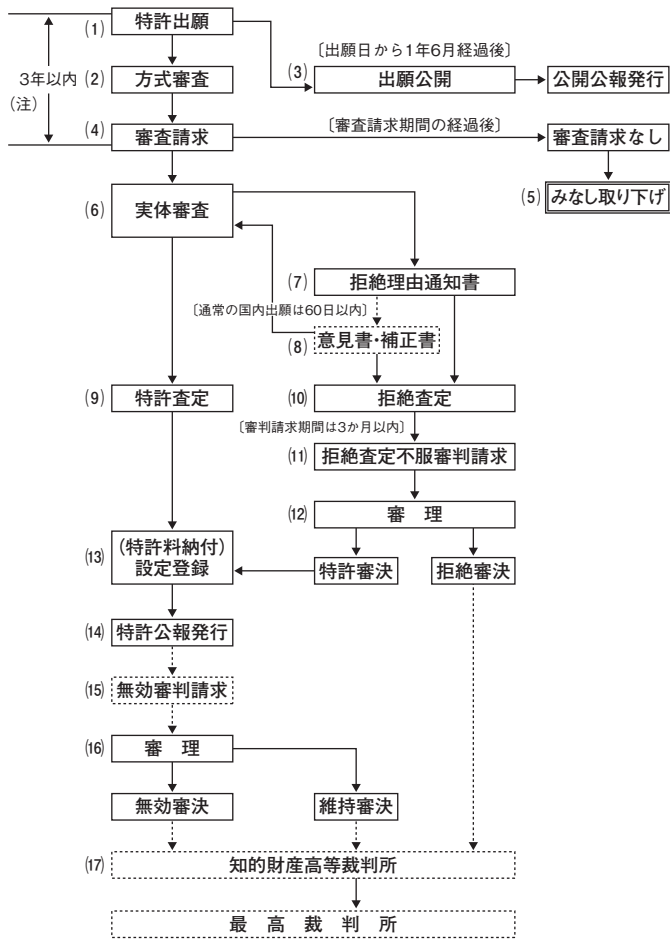 (1) 特許出願
〔出願日から1年6月経過後〕
3年以内
(注)
(2) 方式審査
(3) 出願公開
公開公報発行
(4) 審査請求
〔審査請求期間の経過後〕
審査請求なし
(5) みなし取り下げ
(6) 実体審査
(7) 拒絶理由通知書
〔通常の国内出願は60日以内〕
(8) 意見書・補正書
(9) 特許査定
(10) 拒絶査定
〔審判請求期間は3か月以内〕
(11) 拒絶査定不服審判請求
(12) 審 理
(13) (特許料納付)
設定登録
特許審決
拒絶審決
(14) 特許公報発行
(15) 無効審判請求
(16) 審 理
無効審決
維持審決
(17) 知的財産高等裁判所
最 高 裁 判 所